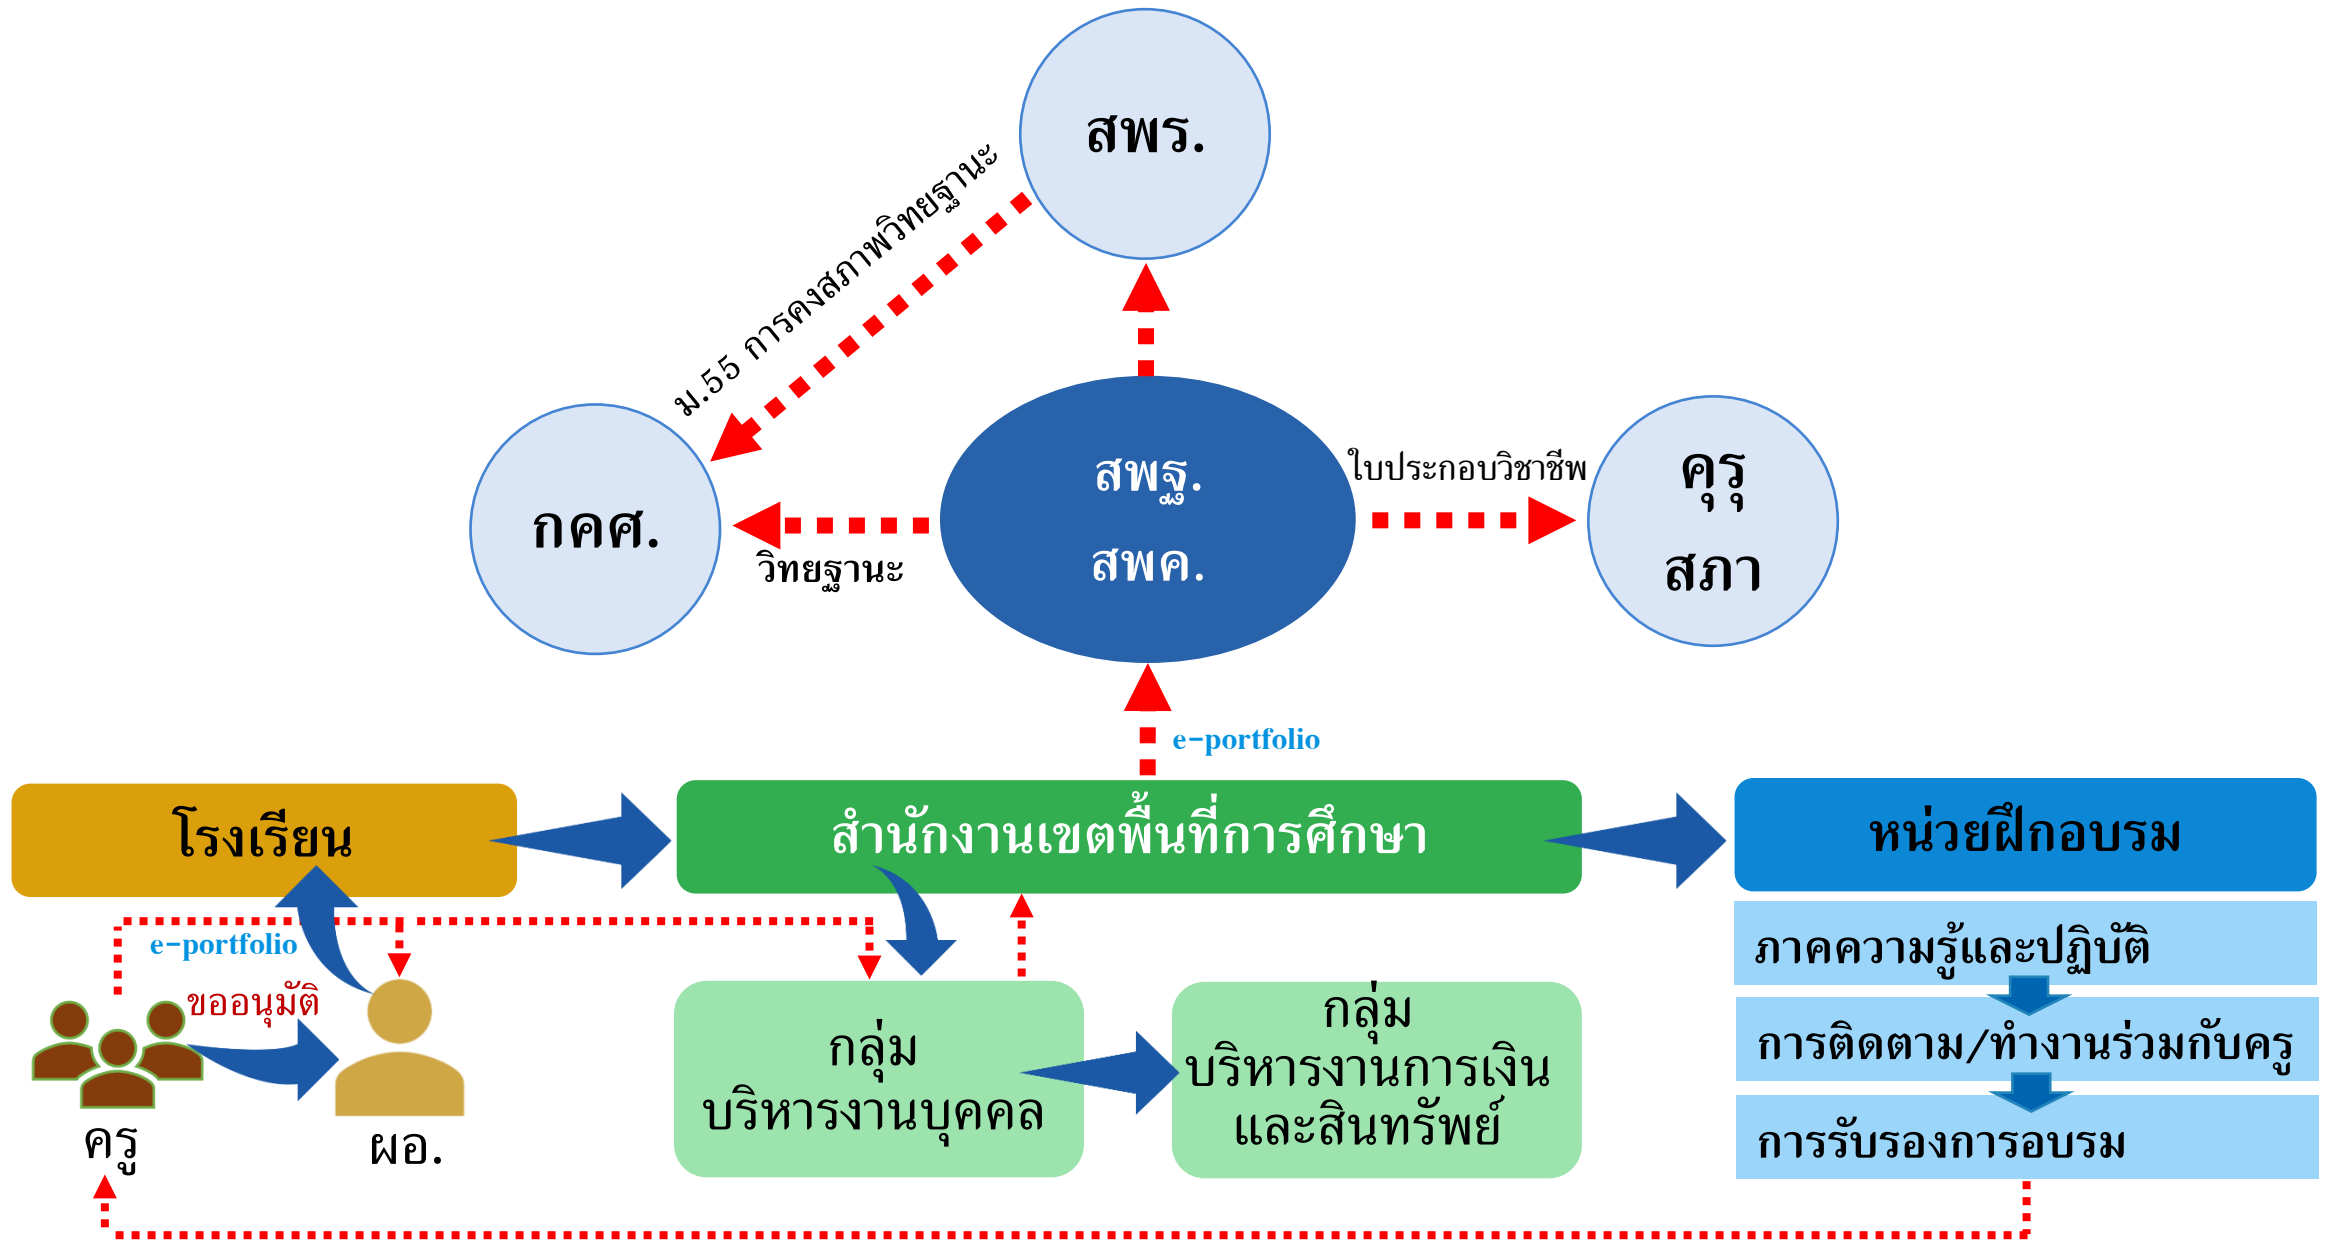 สพร.
ม.55 การคงสภาพวิทยฐานะ
กคศ.
วิทยฐานะ
สพฐ.
สพค.
ใบประกอบวิชาชีพ
คุรุ
สภา
e-portfolio
โรงเรียน
สำนักงานเขตพื้นที่การศึกษา
หน่วยฝึกอบรม
e-portfolio
ขออนุมัติ
ครู
ผอ.
กลุ่ม
บริหารงานบุคคล
กลุ่ม
บริหารงานการเงิน
และสินทรัพย์
ภาคความรู้และปฏิบัติ
การติดตาม/ทำงานร่วมกับครู
การรับรองการอบรม